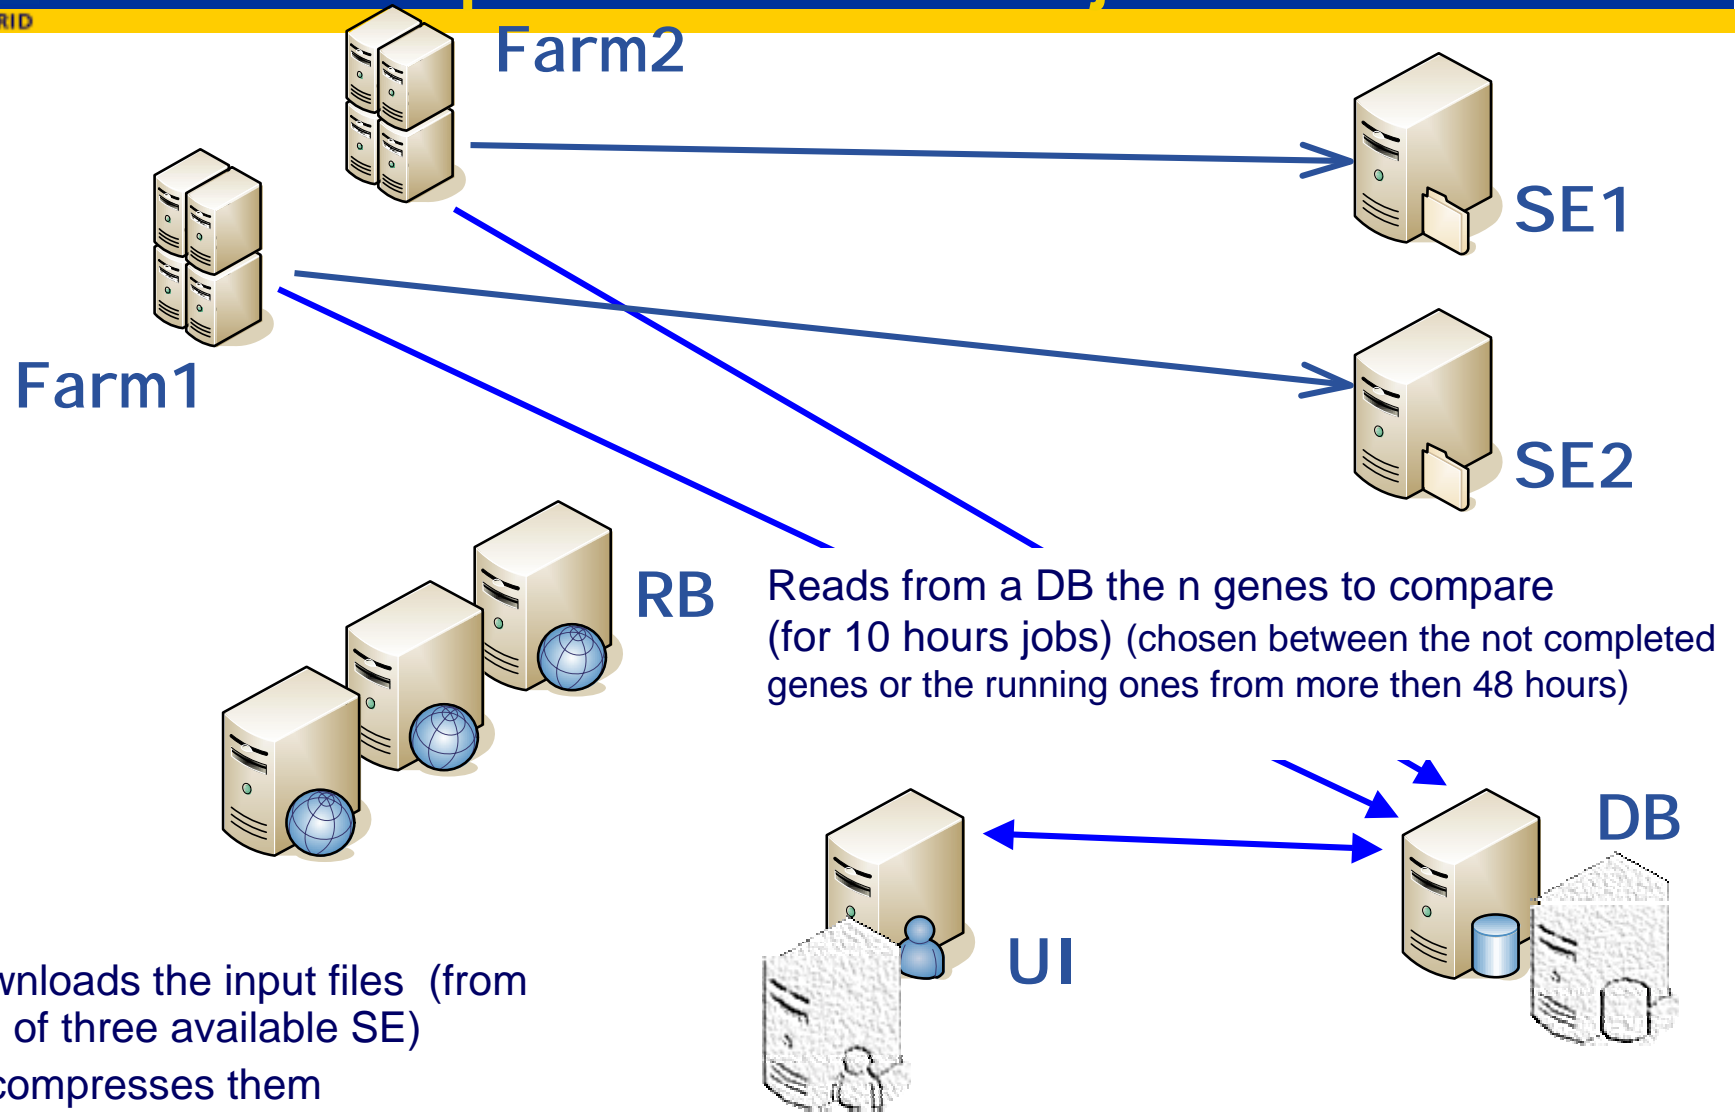 RID
Farm2
SE1
Farm1
SE2
RB
Reads from a DB the n genes to compare
(for 10 hours jobs) (chosen between the not completed
genes or the running ones from more then 48 hours)
DB
UI
wnloads the input files (from
of three available SE)
compresses them